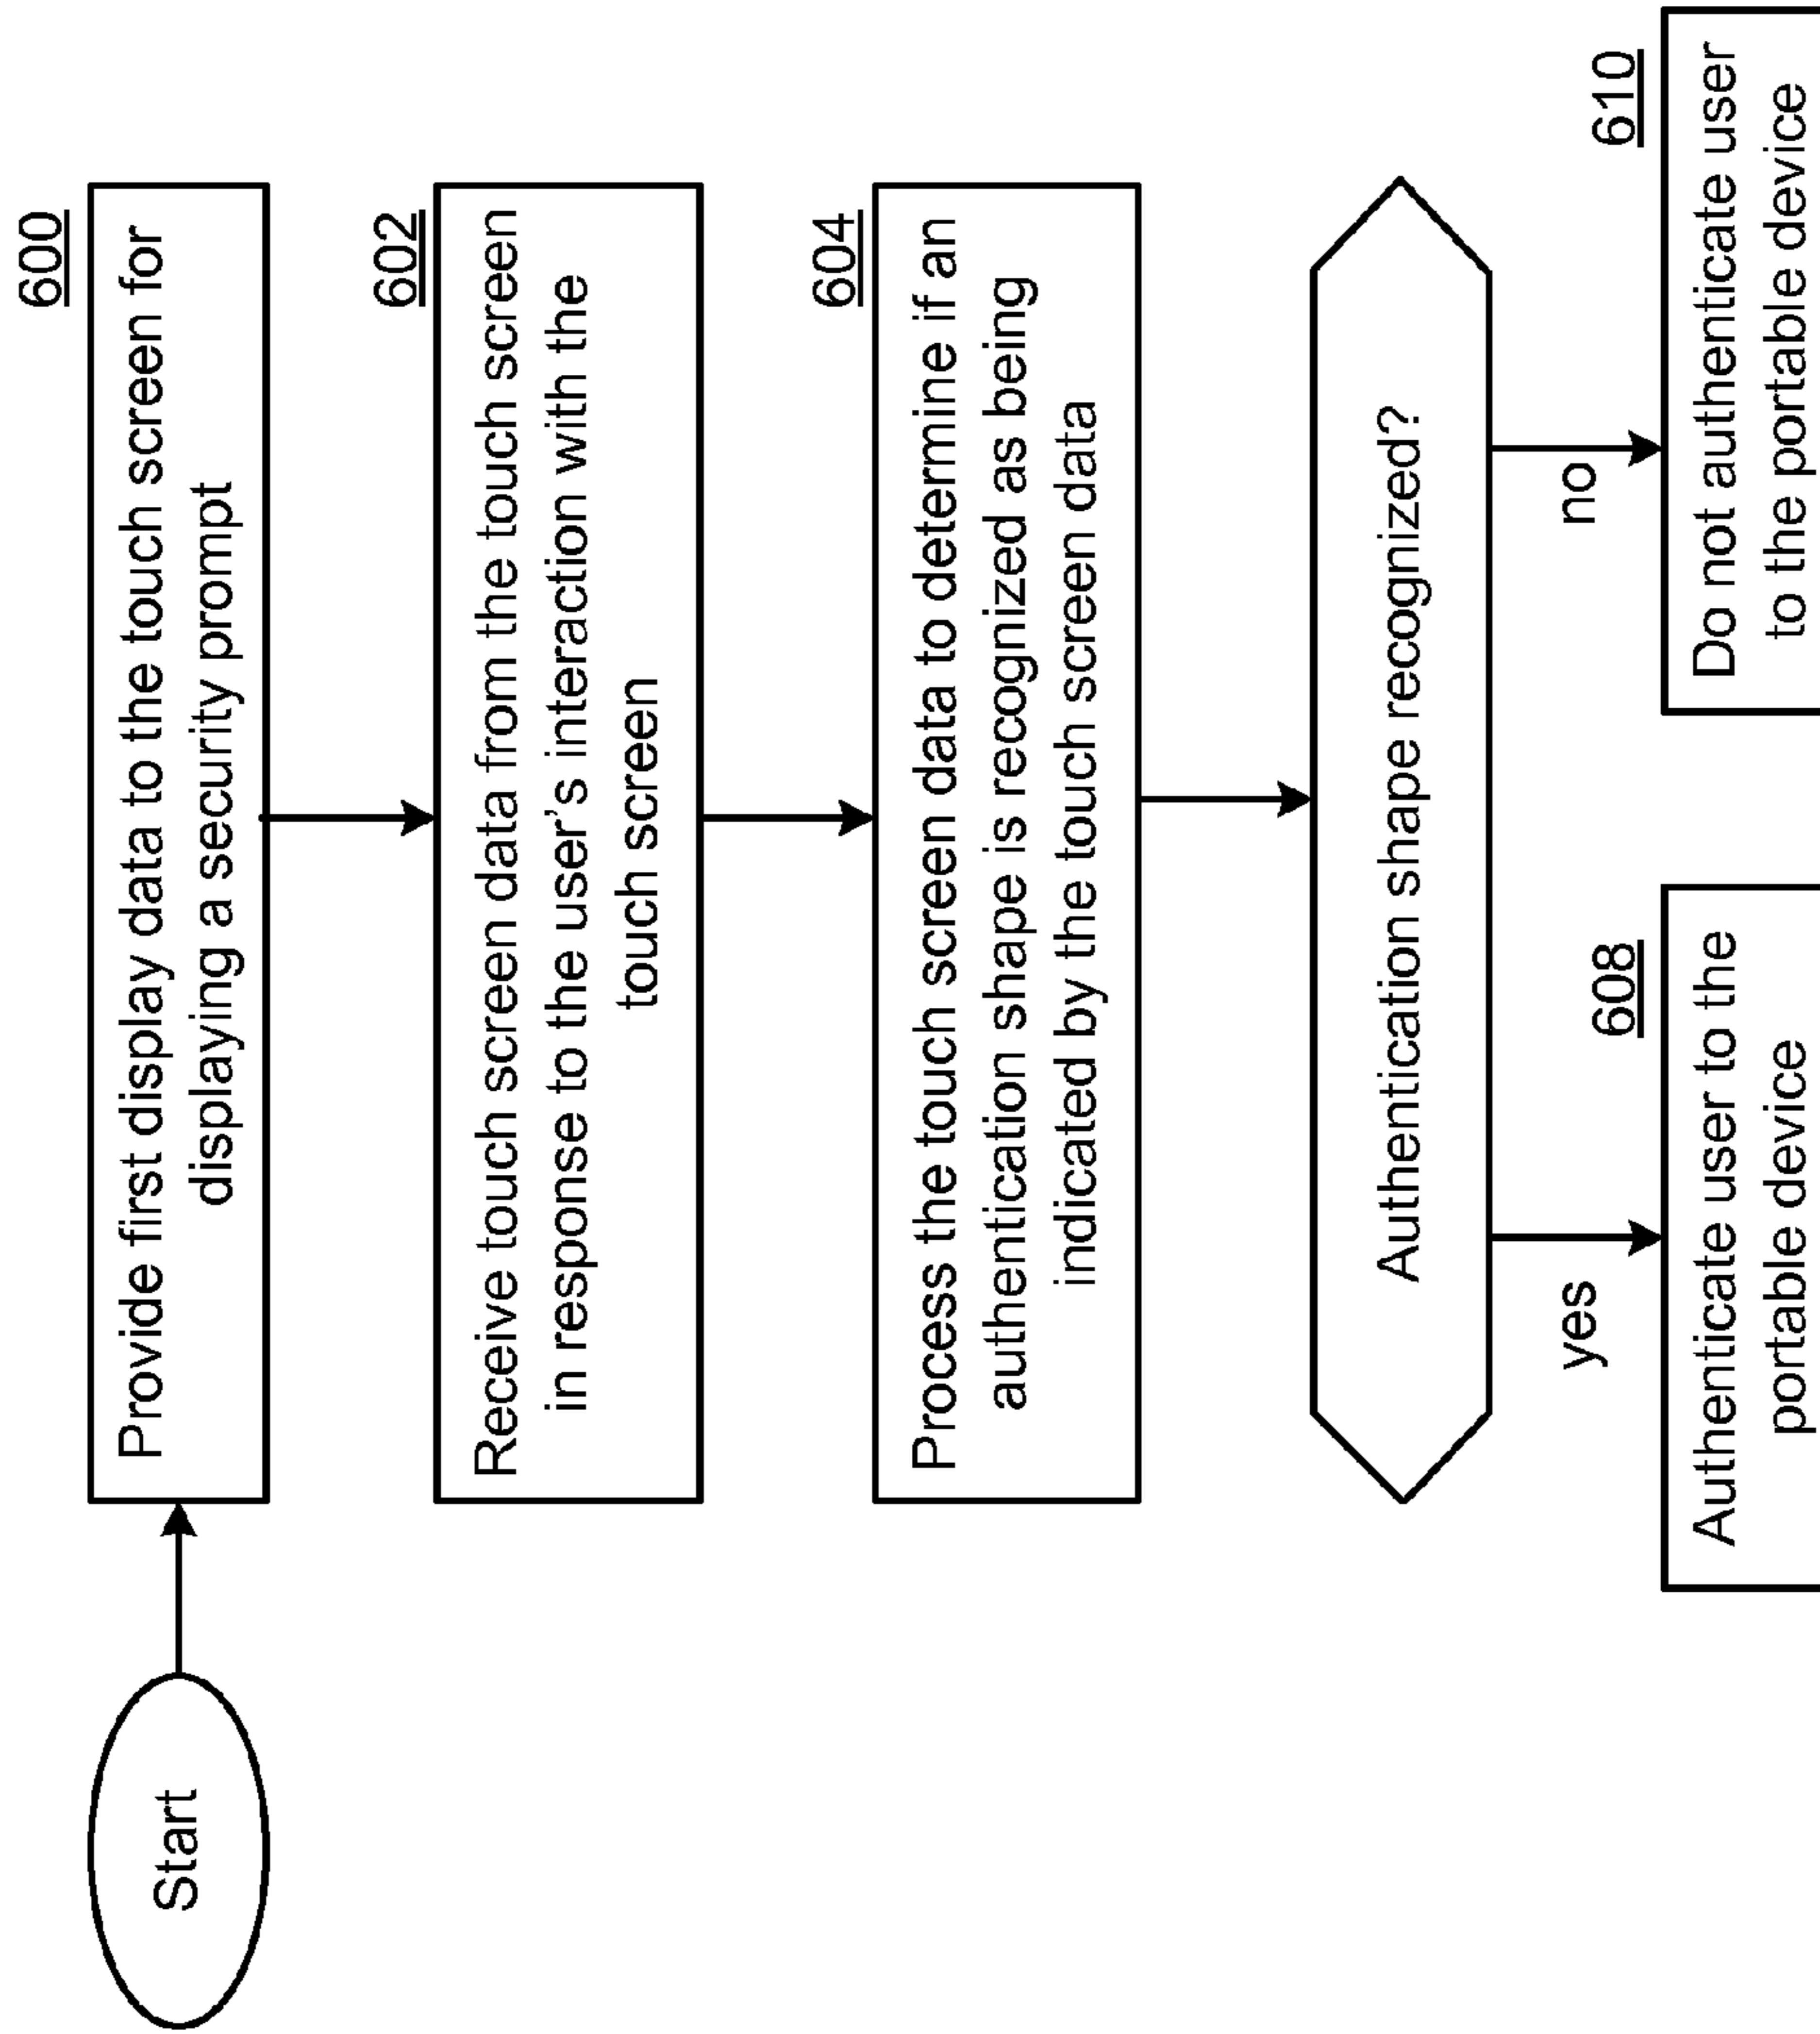 600
Start
Provide first display data to the touch screen for
displaying a security prompt
602
Receive touch screen data from the touch screen
in response to the user's interaction with the
touch screen
604
Process the touch screen data to determine if an
authentication shape is recognized as being
indicated by the touch screen data
Authentication shape recognized?
yes
no
608
Authenticate user to the
portable device
610
Do not authenticate user
to the portable device